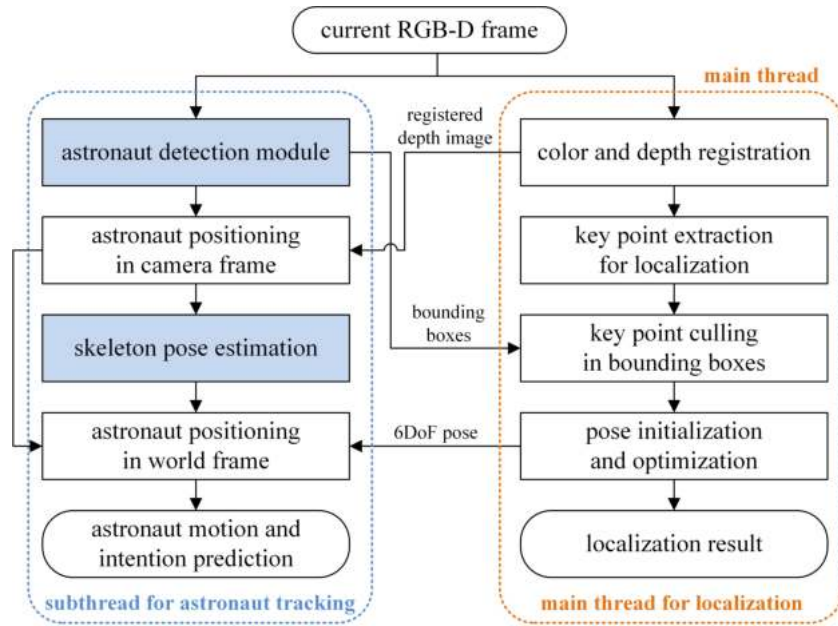 current RGB-D frame
main thread
astronaut detection module
registered
depth image
color and depth registration
astronaut positioning
in camera frame
key point extraction
for localization
skeleton pose estimation
bounding
boxes
key point culling
in bounding boxes
astronaut positioning
in world frame
6DoF pose
pose initialization
and optimization
astronaut motion and
intention prediction
localization result
subthread for astronaut tracking
main thread for localization